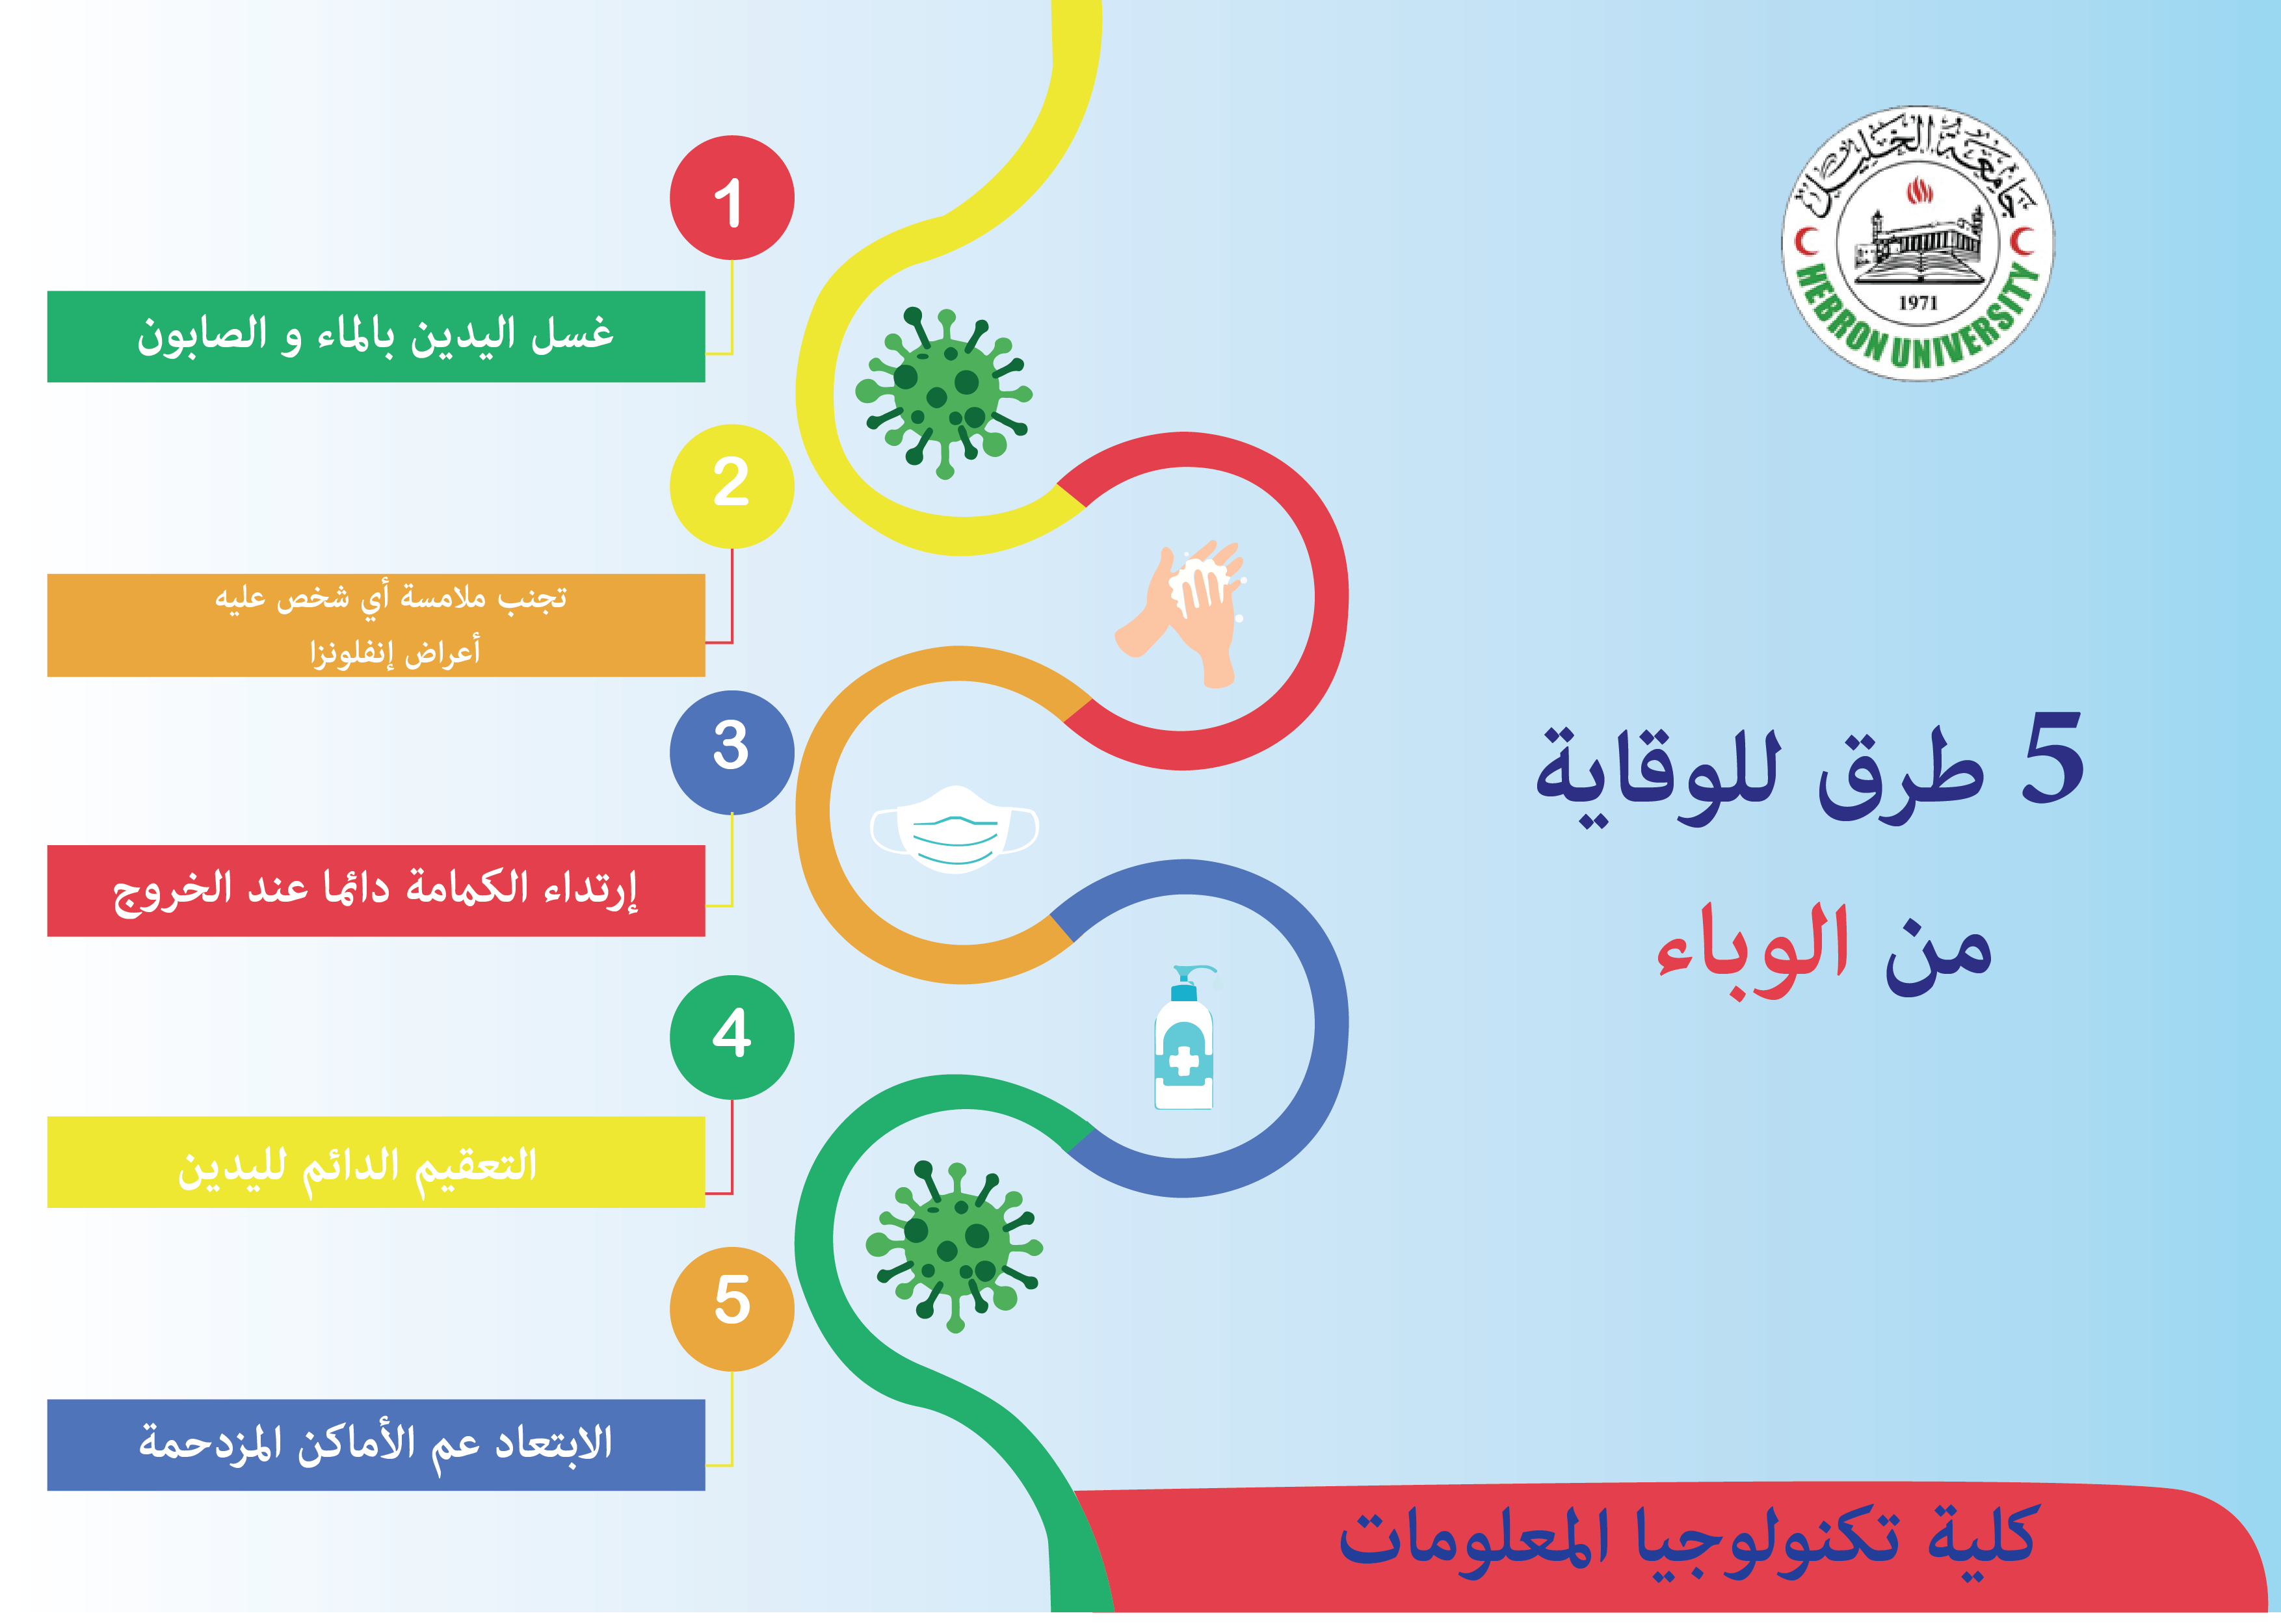 جامعة الخليل
1971
HEBRON UNIVERSITY
5 طرق للوقاية
من الوباء
1
غسل اليدين بالماء و الصابون
2
تجنب ملامسة أي شخص عليه
أعراض إنفلونزا
3
إرتداء الكمامة دائما عند الخروج
4
التعقيم الدائم لليدين
5
الابتعاد عم الأماكن المزدحمة
كلية تكنولوجيا المعلومات